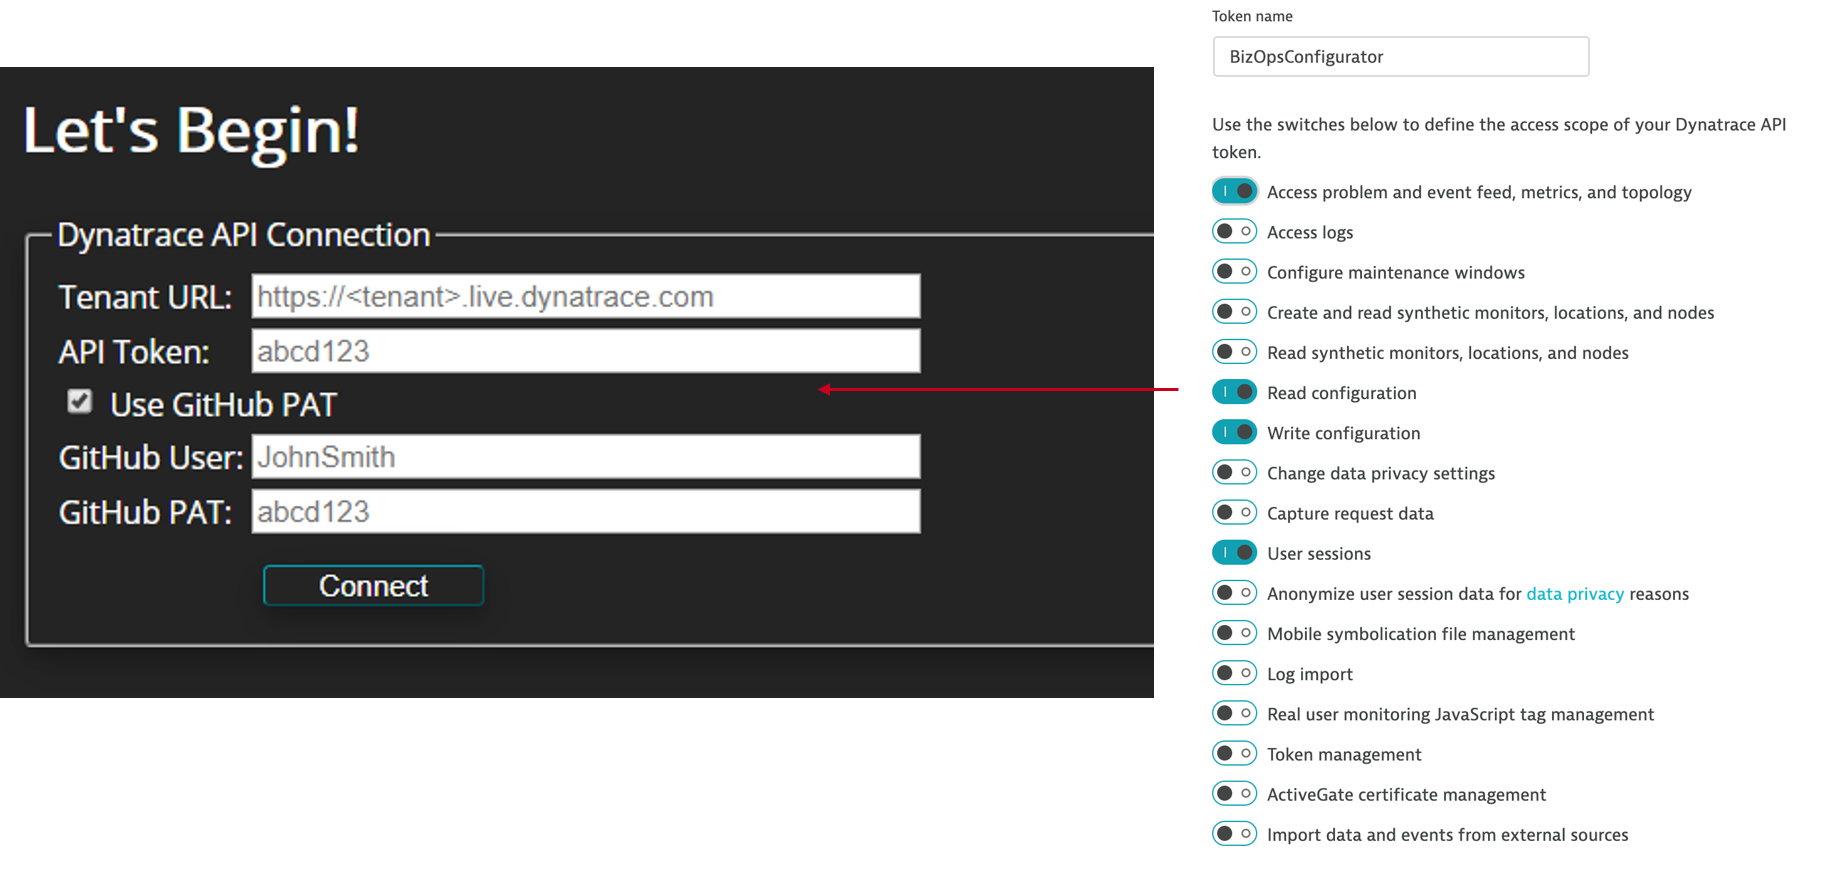 Let's Begin!
Dynatrace API Connection
Tenant URL: https://<tenant>.live.dynatrace.com
API Token: abcd123
Use GitHub PAT
GitHub User: JohnSmith
GitHub PAT: abcd123
Connect
Token name
BizOpsConfigurator
Use the switches below to define the access scope of your Dynatrace API
token.
Access problem and event feed, metrics, and topology
Access logs
Configure maintenance windows
Create and read synthetic monitors, locations, and nodes
Read synthetic monitors, locations, and nodes
Read configuration
Write configuration
Change data privacy settings
Capture request data
User sessions
Anonymize user session data for data privacy reasons
Mobile symbolication file management
Log import
Real user monitoring JavaScript tag management
Token management
ActiveGate certificate management
Import data and events from external sources